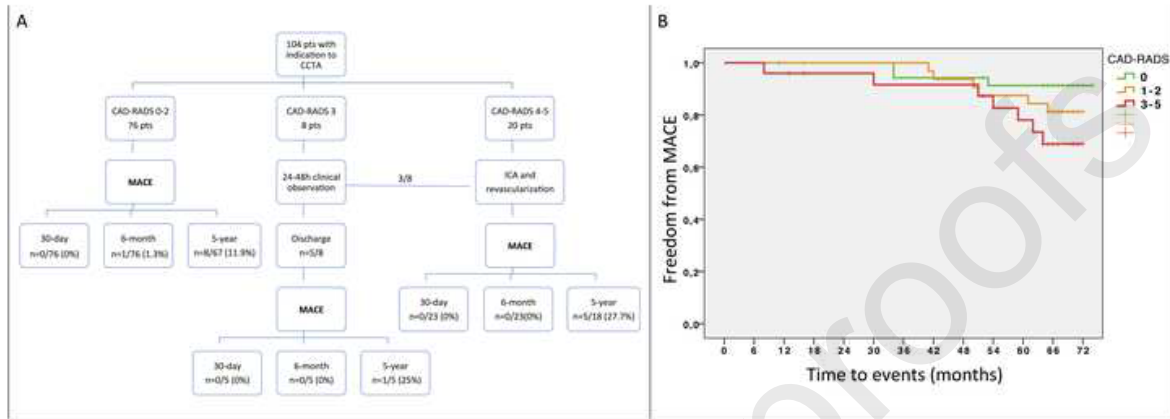 A
104 pts with
indication to
CCTA
CAD-RADS 0-2
76 pts
CAD-RADS 3
8 pts
CAD-RADS 4-5
20 pts
MACE
24-48h clinical
observation
3/8
ICA and
revascularization
30-day
n=0/76 (0%)
6-month
n=1/76 (1.3%)
5-year
n=8/67 (11.9%)
Discharge
n=5/8
MACE
MACE
30-day
n=0/23 (0%)
6-month
n=0/23(0%)
5-year
n=5/18 (27.7%)
30-day
n=0/5 (0%)
6-month
n=0/5 (0%)
5-year
n=1/5 (25%)
B
CAD-RADS
0
1-2
3-5
Freedom from MACE
1,0
0,8
0,6
0,4
0,2
0,0
0 6 12 18 24 30 36 42 48 54 60 66 72
Time to events (months)
proofs